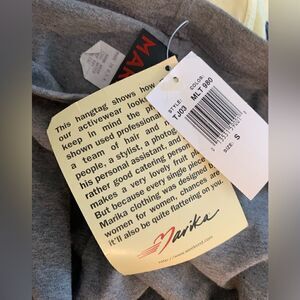 MAR
This hangtag shows how
our activewear looks
keep in the mind the
shown used professional
a team of hair and
people, a stylist, a photog
his personal assistant, and
rather good catering person
makes a very lovely
But because every single piece
Marika clothing was designed
women for women, chances are
it'll also be quite flattering on you.
Marika
COLOR:
MLT 980
STYLE:
TJ03
SIZE:
S